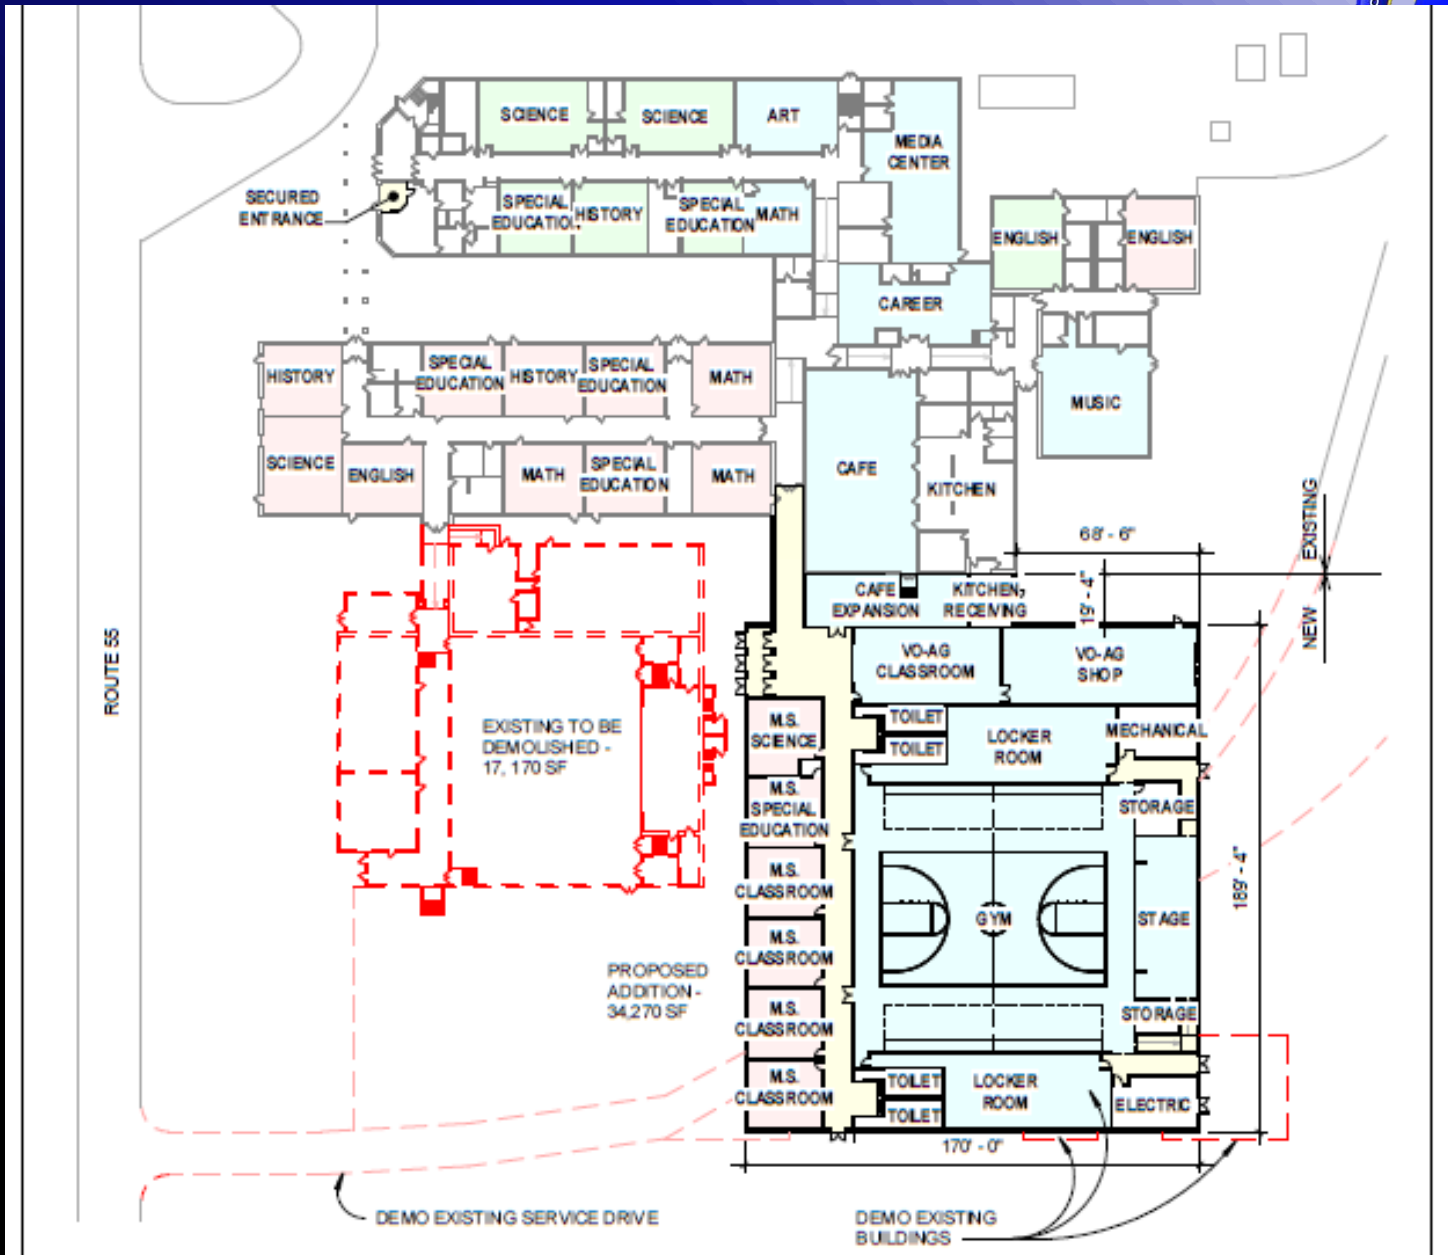 SCIENCE
SCIENCE
ART
MEDIA
CENTER
SECURED
ENTRANCE
SPECIAL
EDUCATION
HISTORY
SPECIAL
EDUCATION
MATH
ENGLISH
ENGLISH
CAREER
HISTORY
SPECIAL
EDUCATION
HISTORY
SPECIAL
EDUCATION
MATH
MUSIC
SCIENCE
ENGLISH
MATH
SPECIAL
EDUCATION
MATH
CAFE
KITCHEN
EXISTING
NEW
68' - 6"
19' - 4"
CAFE
EXPANSION
KITCHEN,
RECEIVING
ROUTE 55
VO-AG
CLASSROOM
VO-AG
SHOP
EXISTING TO BE
DEMOLISHED -
17, 170 SF
M.S.
SCIENCE
TOILET
TOILET
LOCKER
ROOM
MECHANICAL
M.S.
SPECIAL
EDUCATION
STORAGE
189' - 4"
M.S.
CLASSROOM
GYM
STAGE
M.S.
CLASSROOM
PROPOSED
ADDITION -
34,270 SF
M.S.
CLASSROOM
STORAGE
M.S.
CLASSROOM
TOILET
TOILET
LOCKER
ROOM
ELECTRIC
170' - 0"
DEMO EXISTING SERVICE DRIVE
DEMO EXISTING
BUILDINGS